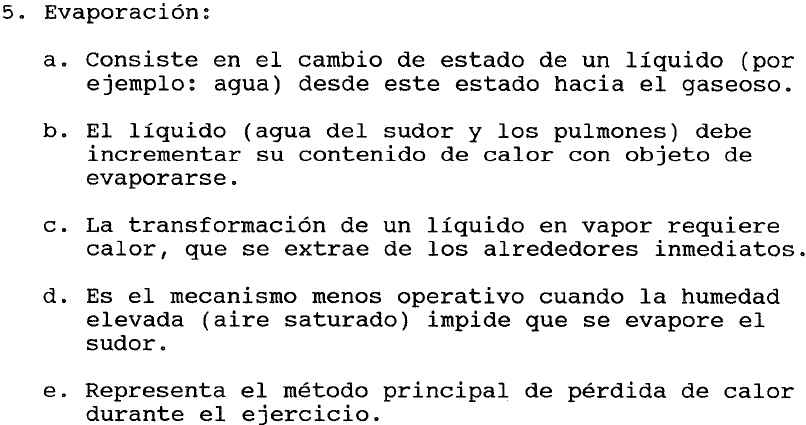 5. Evaporación:
a. Consiste en el cambio de estado de un líquido (por
ejemplo: agua) desde este estado hacia el gaseoso.
b. El líquido (agua del sudor y los pulmones) debe
incrementar su contenido de calor con objeto de
evaporarse.
c. La transformación de un líquido en vapor requiere
calor, que se extrae de los alrededores inmediatos.
d. Es el mecanismo menos operativo cuando la humedad
elevada (aire saturado) impide que se evapore el
sudor.
e. Representa el método principal de pérdida de calor
durante el ejercicio.